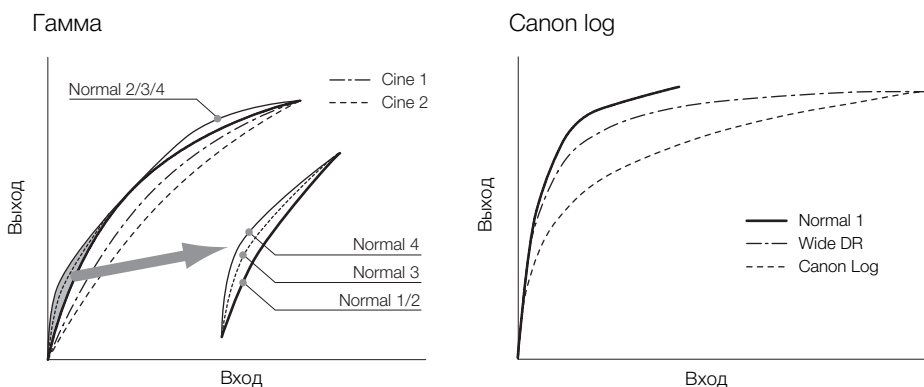 Гамма
Normal 2/3/4
Cine 1
Cine 2
Normal 4
Normal 3
Normal 1/2
Выход
Вход
Canon log
Normal 1
Wide DR
Canon Log
Выход
Вход